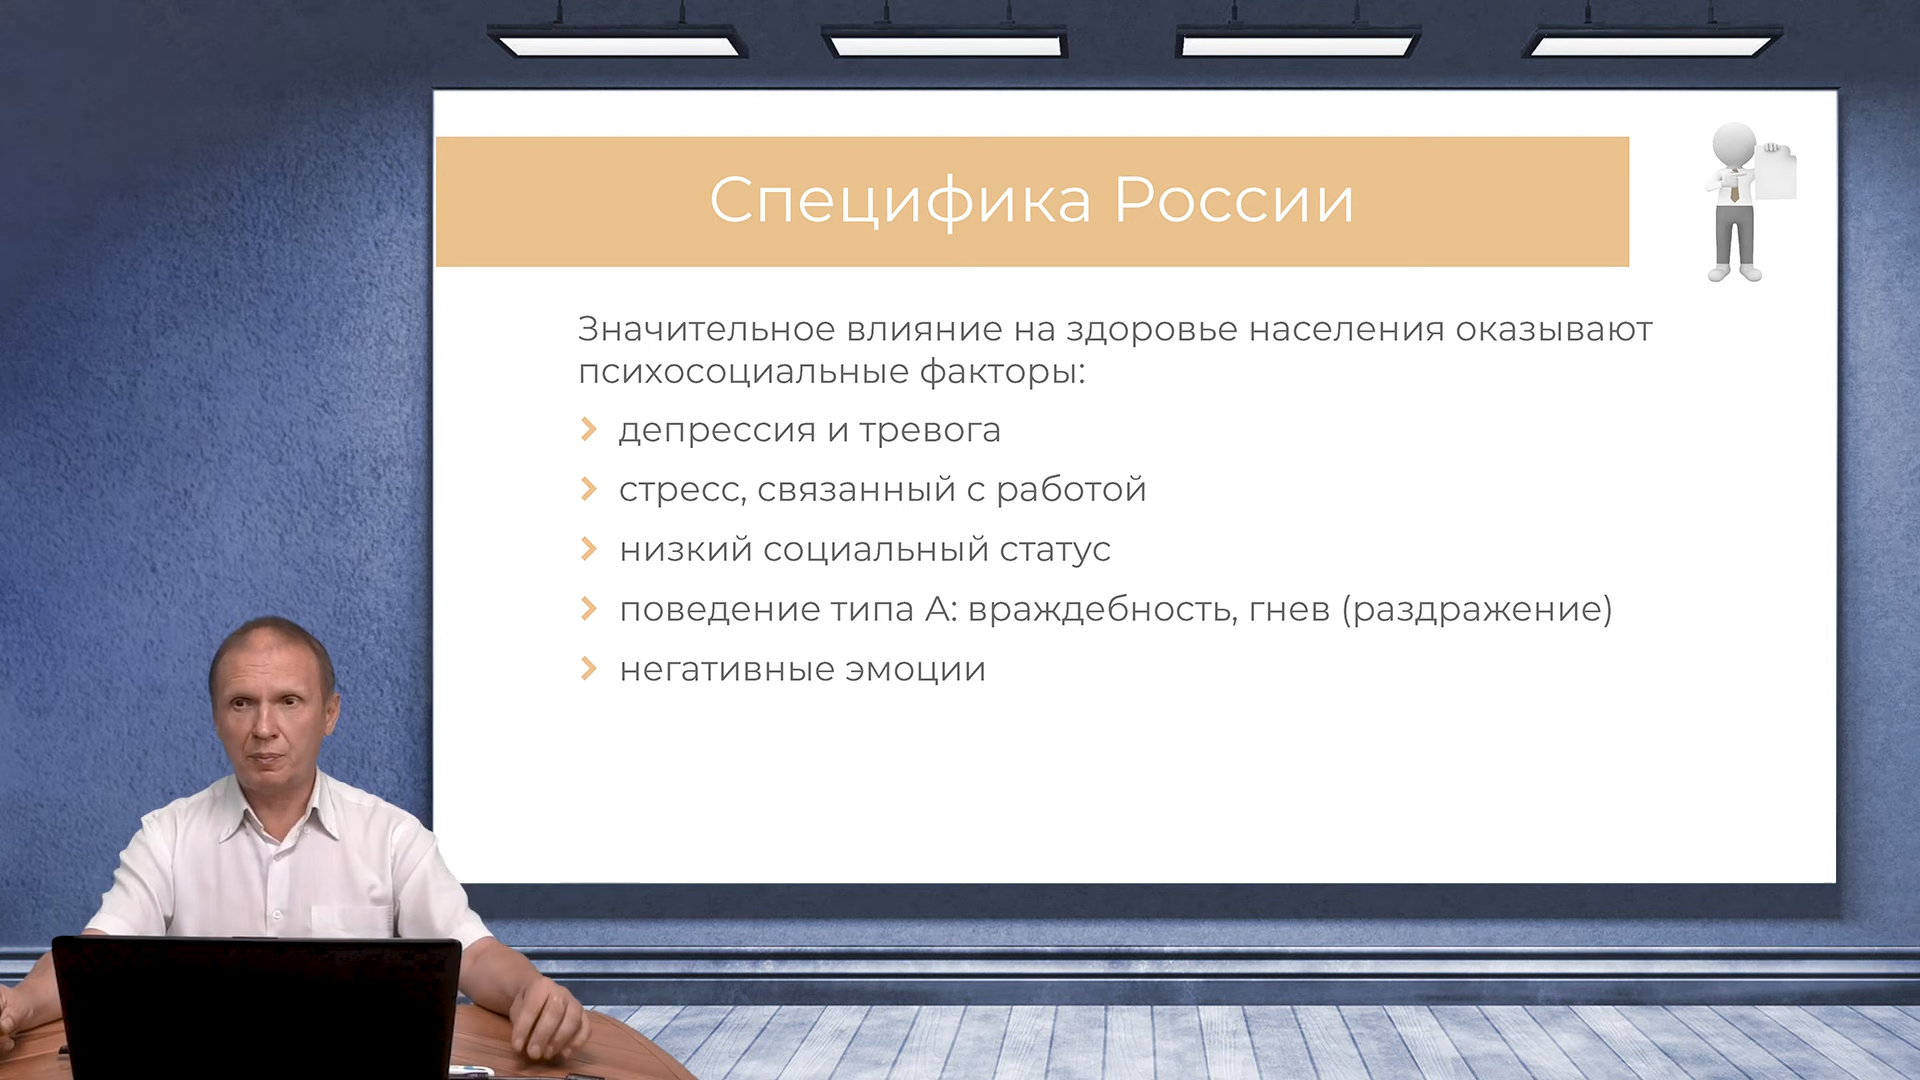 Специфика России
Значительное влияние на здоровье населения оказывают
психосоциальные факторы:
депрессия и тревога
стресс, связанный с работой
низкий социальный статус
поведение типа А: враждебность, гнев (раздражение)
негативные эмоции